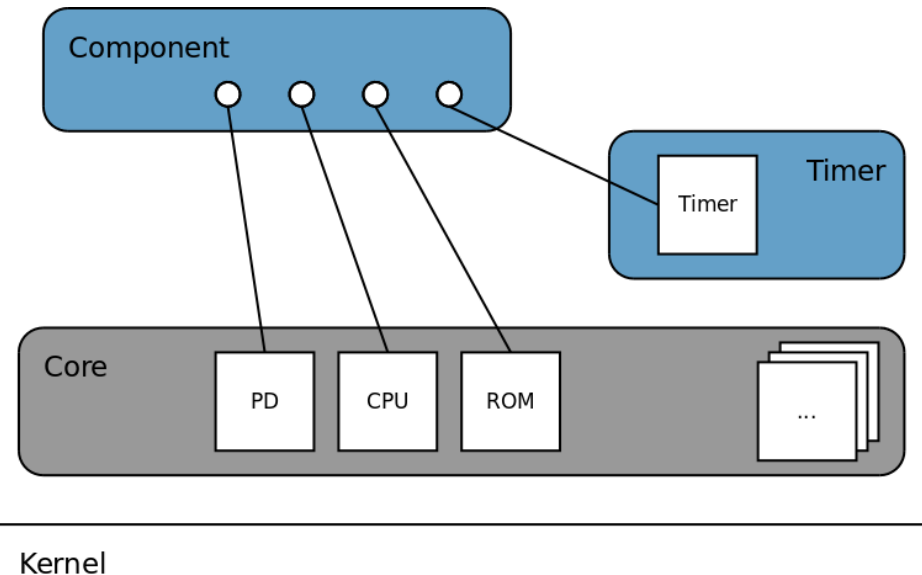 Component
Timer
Timer
Core
PD
CPU
ROM
...
Kernel